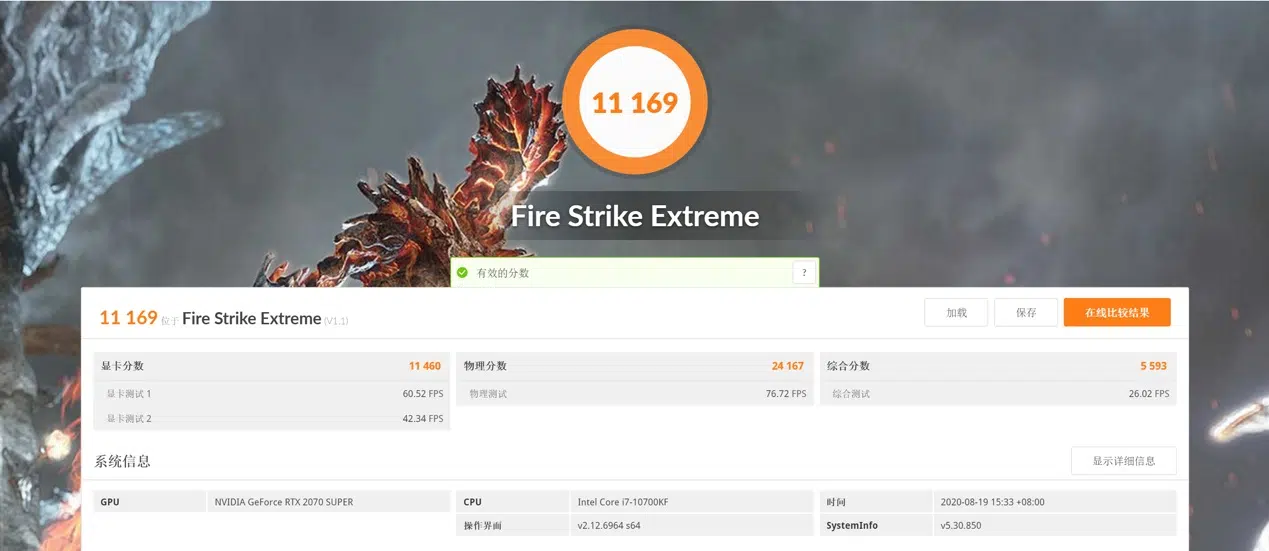 11 169
Fire Strike Extreme
有效的分数 ?
11 169 位于 Fire Strike Extreme (V1.1) 加载 保存 在线比较结果
显卡分数 11 460 物理分数 24 167 综合分数 5 593
显卡测试 1 60.52 FPS 物理测试 76.72 FPS 综合测试 26.02 FPS
显卡测试 2 42.34 FPS
系统信息 显示详细信息
GPU NVIDIA GeForce RTX 2070 SUPER CPU Intel Core i7-10700KF 时间 2020-08-19 15:33 +08:00
操作界面 v2.12.6964 s64 SystemInfo v5.30.850